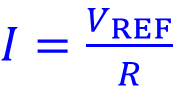 I = V_REF / R